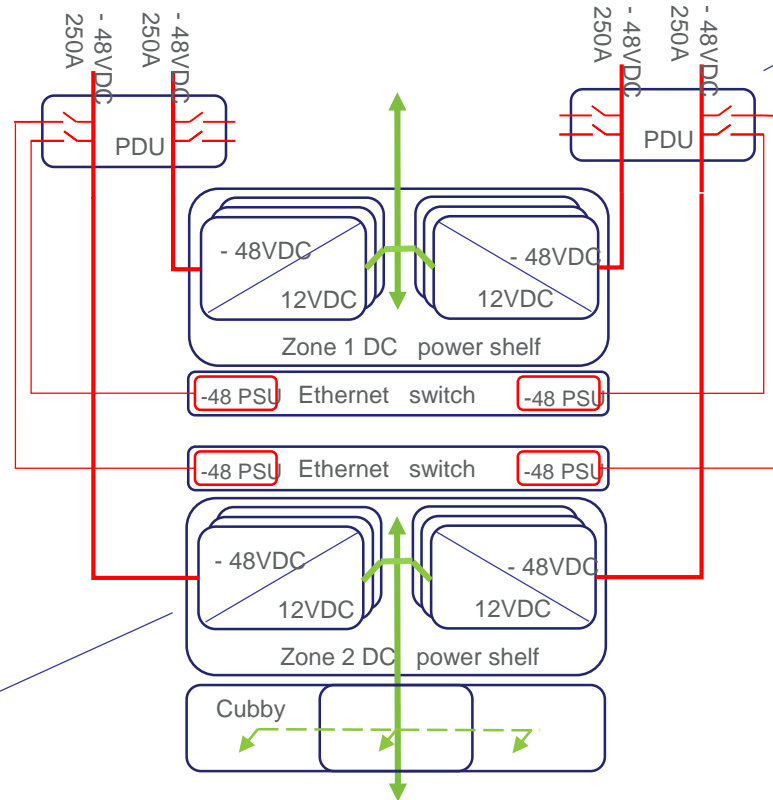 - 48VDC
250A
- 48VDC
250A
- 48VDC
250A
- 48VDC
250A
PDU
PDU
- 48VDC
12VDC
- 48VDC
12VDC
Zone 1 DC power shelf
-48 PSU
Ethernet switch
-48 PSU
-48 PSU
Ethernet switch
-48 PSU
- 48VDC
12VDC
- 48VDC
12VDC
Zone 2 DC power shelf
Cubby